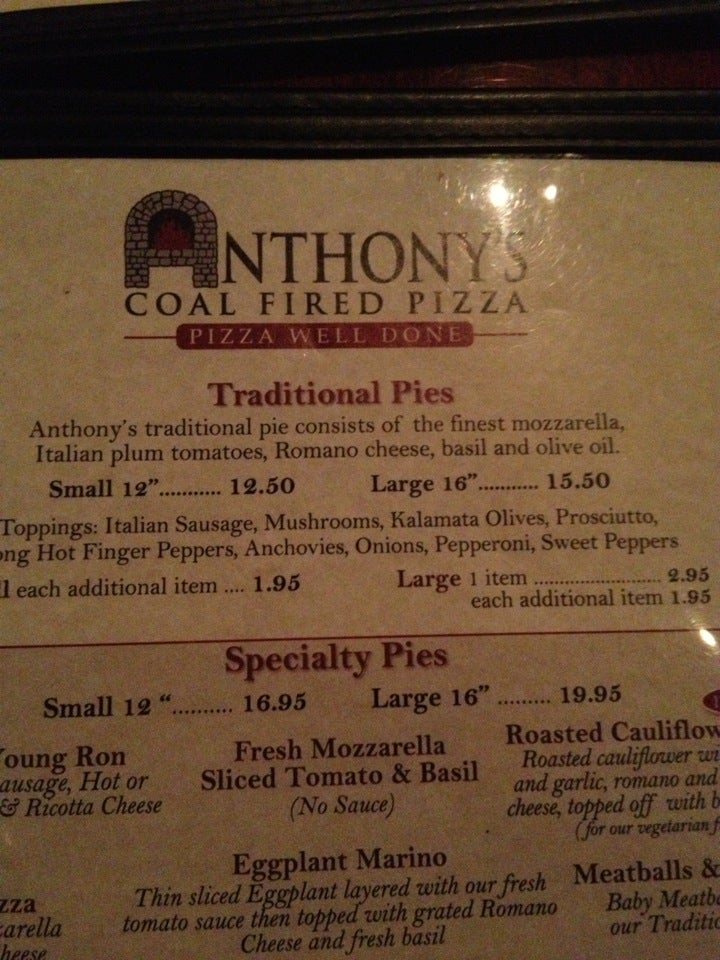 ANTHONY'S
COAL FIRED PIZZA
PIZZA WELL DONE
Traditional Pies
Anthony's traditional pie consists of the finest mozzarella,
Italian plum tomatoes, Romano cheese, basil and olive oil.
Small 12”........... 12.50 Large 16”........... 15.50
Toppings: Italian Sausage, Mushrooms, Kalamata Olives, Prosciutto,
Hot Finger Peppers, Anchovies, Onions, Pepperoni, Sweet Peppers
each additional item .... 1.95 Large 1 item ......................... 2.95
each additional item 1.95
Specialty Pies
Small 12 “.......... 16.95 Large 16” ......... 19.95
Young Ron
Sausage, Hot or
& Ricotta Cheese
Fresh Mozzarella
Sliced Tomato & Basil
(No Sauce)
Roasted
Roasted cauliflower
and garlic, romano and
cheese, topped off with
(for our vegetarian
Eggplant Marino
Thin sliced Eggplant layered with our fresh
tomato sauce then topped with grated Romano
Cheese and fresh basil
Meatballs &
Baby
our